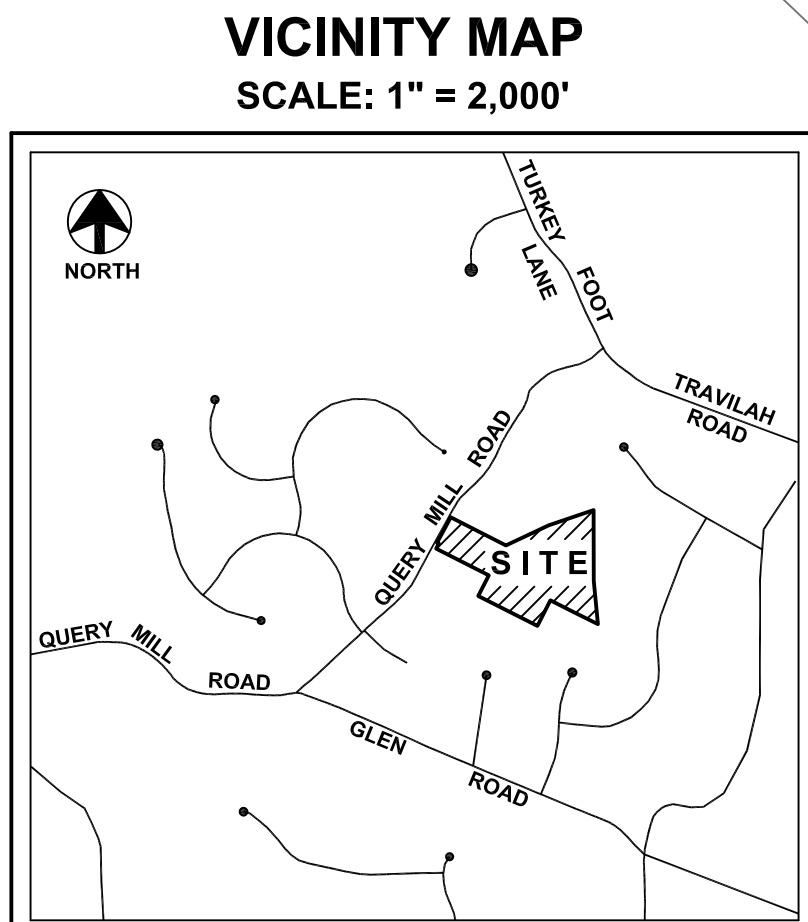 VICINITY MAP
SCALE: 1" = 2,000'
NORTH
TURKEY FOOT
LANE
TRAVILAH
ROAD
QUERY MILL ROAD
SITE
QUERY MILL ROAD
GLEN ROAD